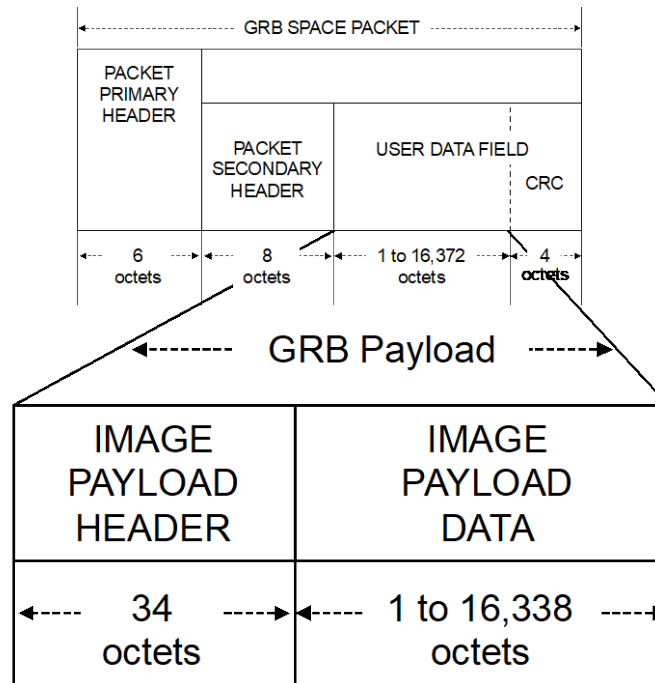 GRB SPACE PACKET
PACKET
PRIMARY
HEADER
PACKET
SECONDARY
HEADER
USER DATA FIELD
CRC
6
octets
8
octets
1 to 16,372
octets
4
octets
GRB Payload
IMAGE
PAYLOAD
HEADER
IMAGE
PAYLOAD
DATA
34
octets
1 to 16,338
octets